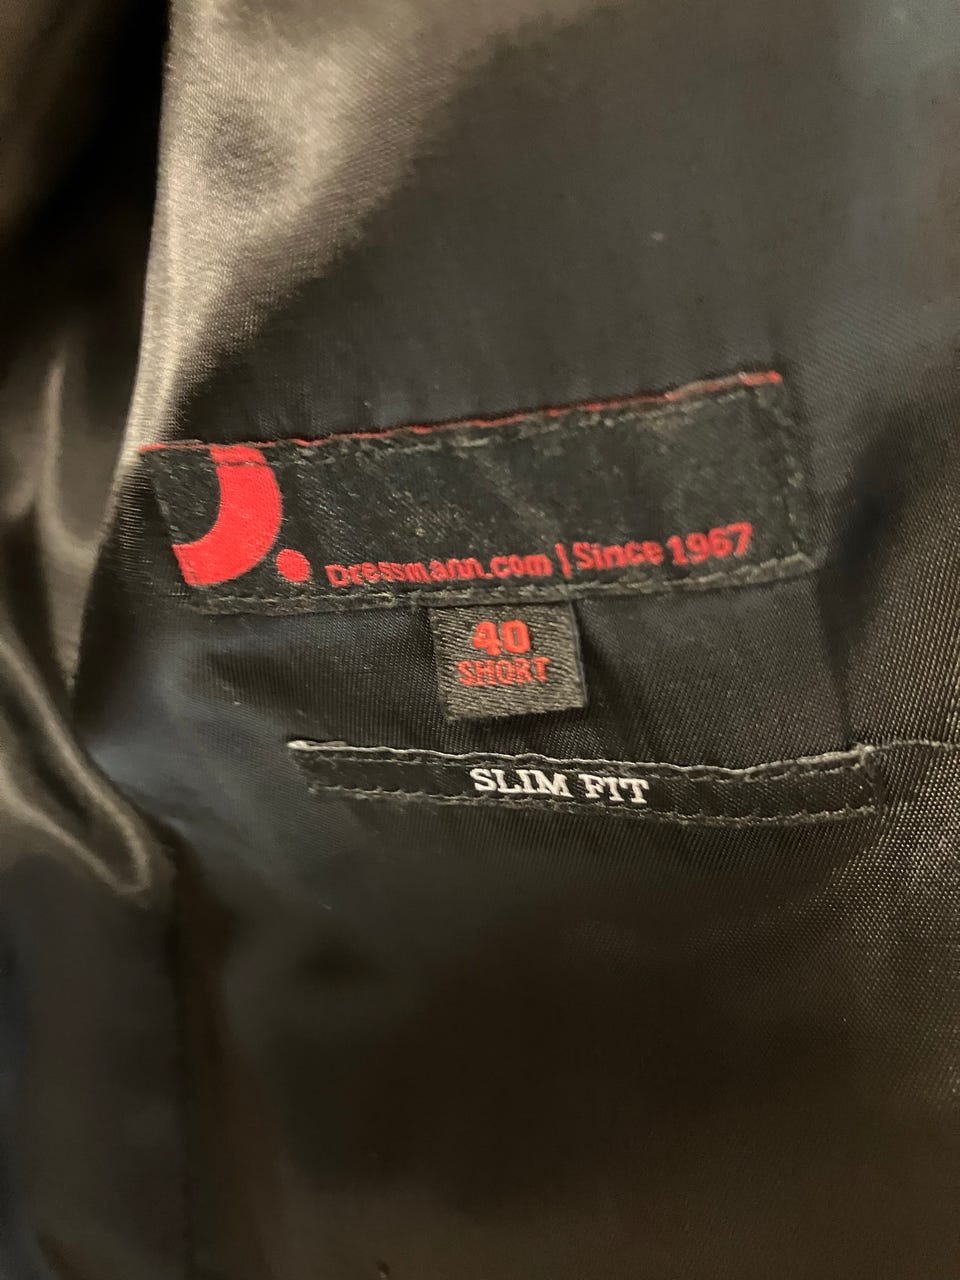 Dressmann.com | Since 1967
40
SHORT
SLIM FIT